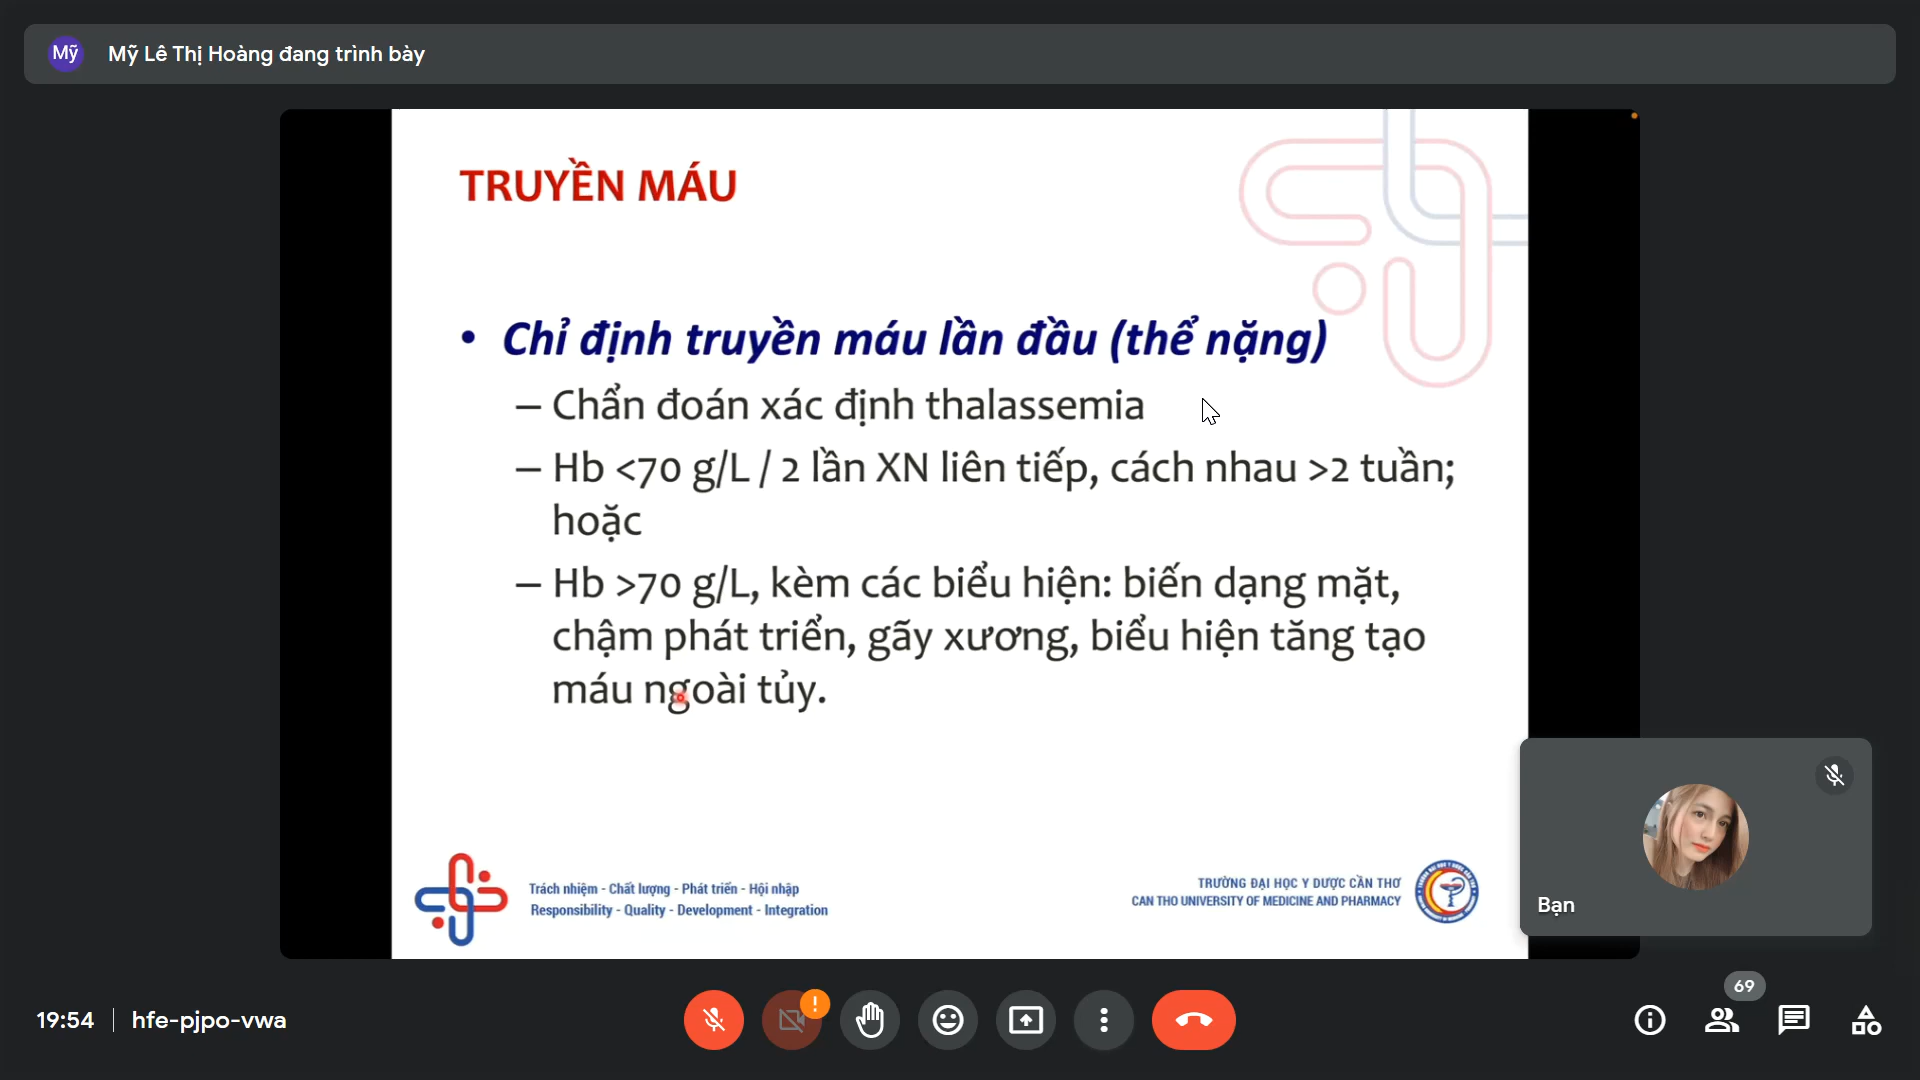 Mỹ
Mỹ Lê Thị Hoàng đang trình bày
TRUYỀN MÁU
• Chỉ định truyền máu lần đầu (thể nặng)
– Chẩn đoán xác định thalassemia
– Hb <70 g/L / 2 lần XN liên tiếp, cách nhau >2 tuần;
hoặc
– Hb >70 g/L, kèm các biểu hiện: biến dạng mặt,
chậm phát triển, gãy xương, biểu hiện tăng tạo
máu ngoài tủy.
Trách nhiệm - Chất lượng - Phát triển - Hội nhập
Responsibility - Quality - Development - Integration
TRƯỜNG ĐẠI HỌC Y DƯỢC CẦN THƠ
CAN THO UNIVERSITY OF MEDICINE AND PHARMACY
Bạn
19:54 | hfe-pjpo-vwa
!
69